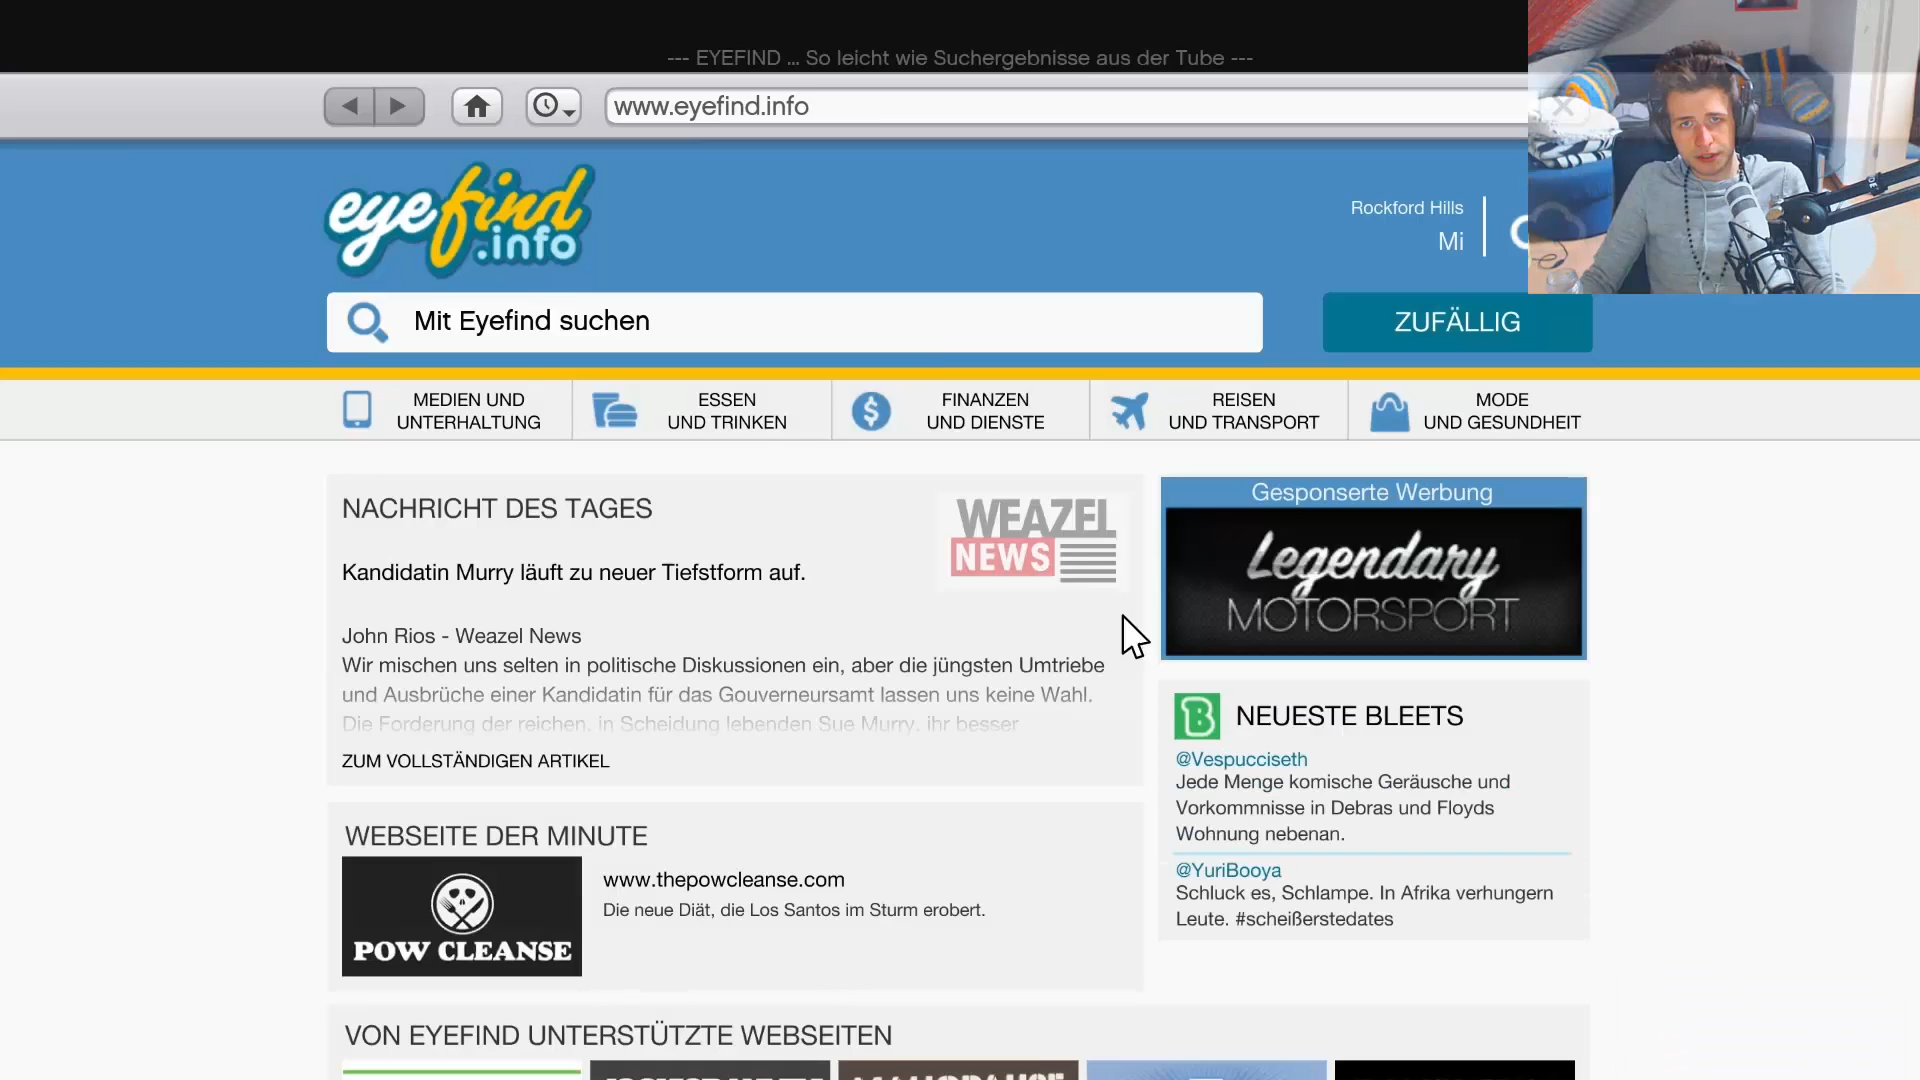 --- EYEFIND ... So leicht wie Suchergebnisse aus der Tube ---
www.eyefind.info
eyefind
.info
Rockford Hills
Mi
Mit Eyefind suchen
ZUFÄLLIG
MEDIEN UND
UNTERHALTUNG
ESSEN
UND TRINKEN
FINANZEN
UND DIENSTE
REISEN
UND TRANSPORT
MODE
UND GESUNDHEIT
NACHRICHT DES TAGES
WEAZEL
NEWS
Kandidatin Murry läuft zu neuer Tiefstform auf.
John Rios - Weazel News
Wir mischen uns selten in politische Diskussionen ein, aber die jüngsten Umtriebe
und Ausbrüche einer Kandidatin für das Gouverneursamt lassen uns keine Wahl.
Die Forderung der reichen, in Scheidung lebenden Sue Murry, ihr besser
ZUM VOLLSTÄNDIGEN ARTIKEL
Gesponserte Werbung
Legendary
MOTORSPORT
NEUESTE BLEETS
@Vespucciseth
Jede Menge komische Geräusche und
Vorkommnisse in Debras und Floyds
Wohnung nebenan.
@YuriBooya
Schluck es, Schlampe. In Afrika verhungern
Leute. #scheißerstedates
WEBSEITE DER MINUTE
POW CLEANSE
www.thepowcleanse.com
Die neue Diät, die Los Santos im Sturm erobert.
VON EYEFIND UNTERSTÜTZTE WEBSEITEN